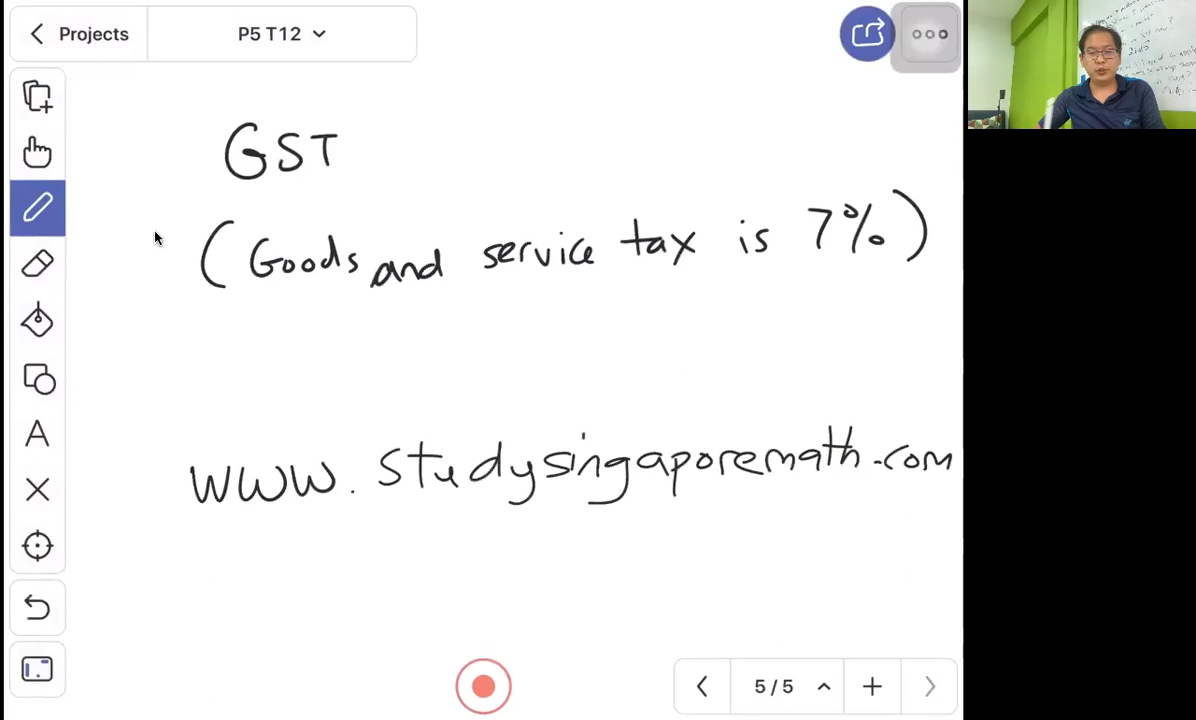 Projects
P5 T12
GST
(Goods and service tax is 7%)
www.studysingaporemath.com
A
5/5